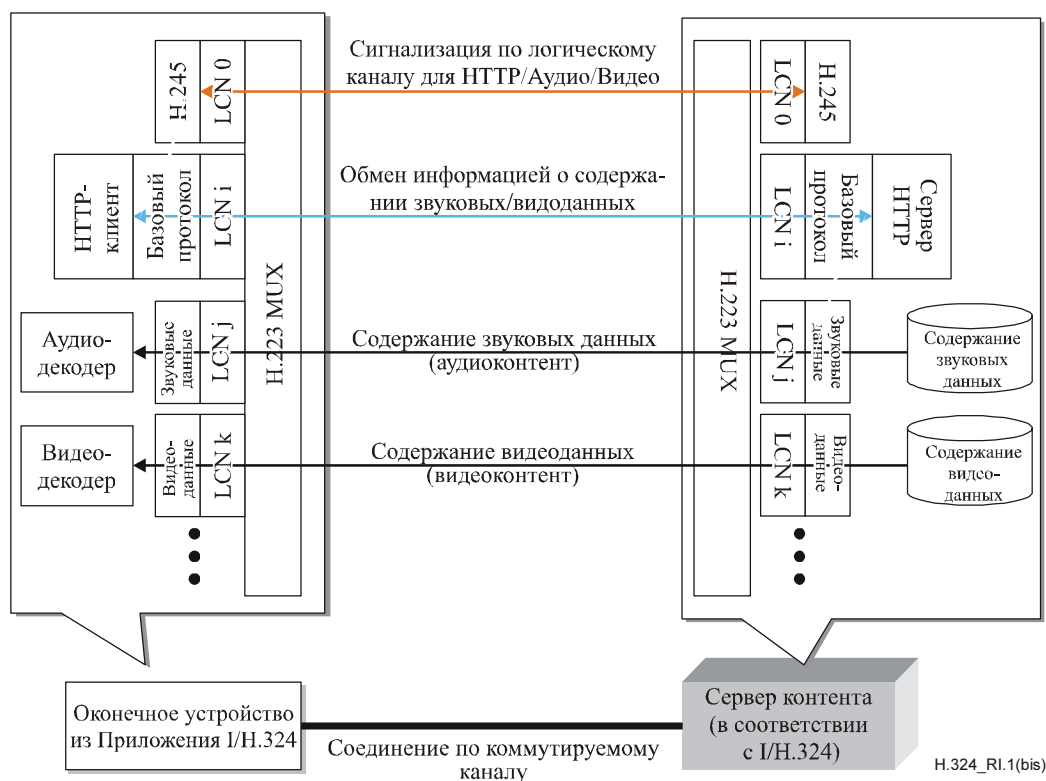 Сигнализация по логическому
каналу для HTTP/Аудио/Видео
H.245
LCN 0
LCN 0
H.245
Обмен информацией о содержа-
нии звуковых/видоданных
HTTP-
клиент
Базовый
протокол
LCN i
LCN i
Базовый
протокол
Сервер
HTTP
H.223 MUX
H.223 MUX
Аудио-
декодер
Звуковые
данные
LCN j
Содержание звуковых данных
(аудиоконтент)
LCN j
Звуковые
данные
Содержание
звуковых
данных
Видео-
декодер
Видео-
данные
LCN k
Содержание видеоданных
(видеоконтент)
LCN k
Видео-
данные
Содержание
видео-
данных
Оконечное устройство
из Приложения I/H.324
Соединение по коммутируемому
каналу
Сервер контента
(в соответствии
с I/H.324)
H.324_RI.1(bis)